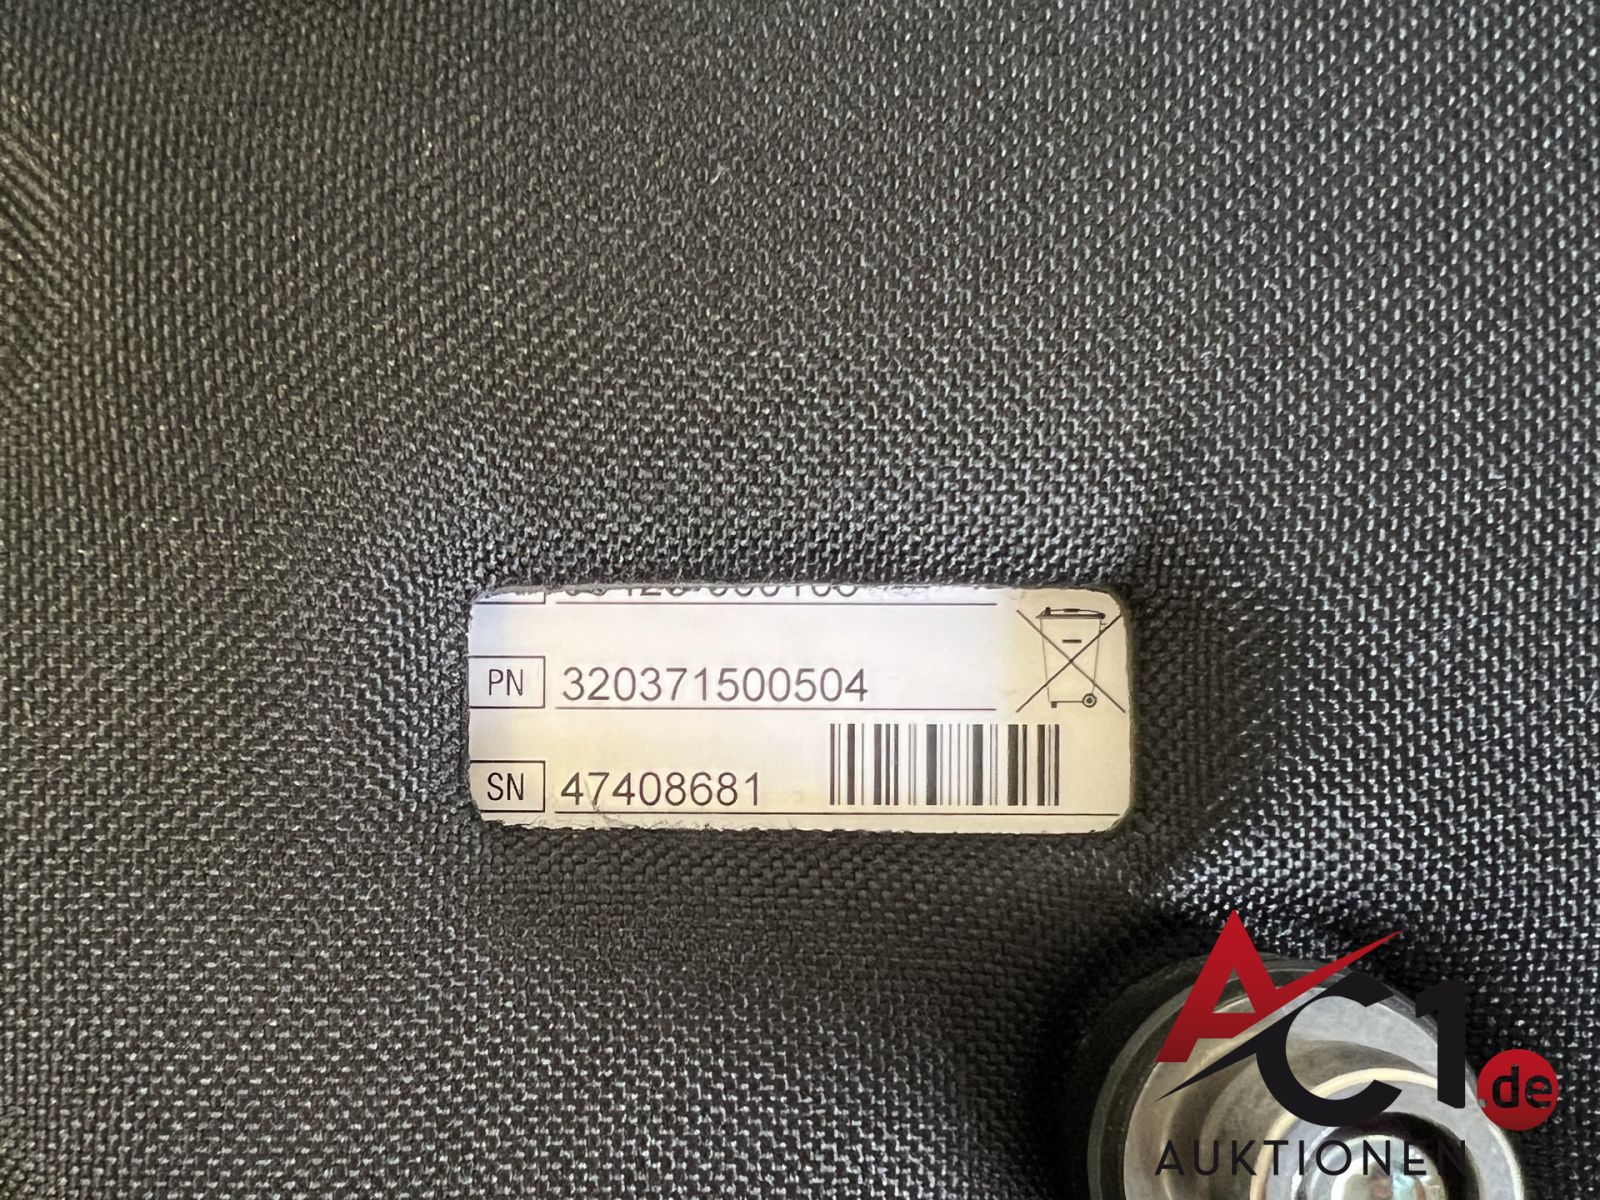 PN 320371500504
SN 47408681
AC1.de
AUKTIONEN